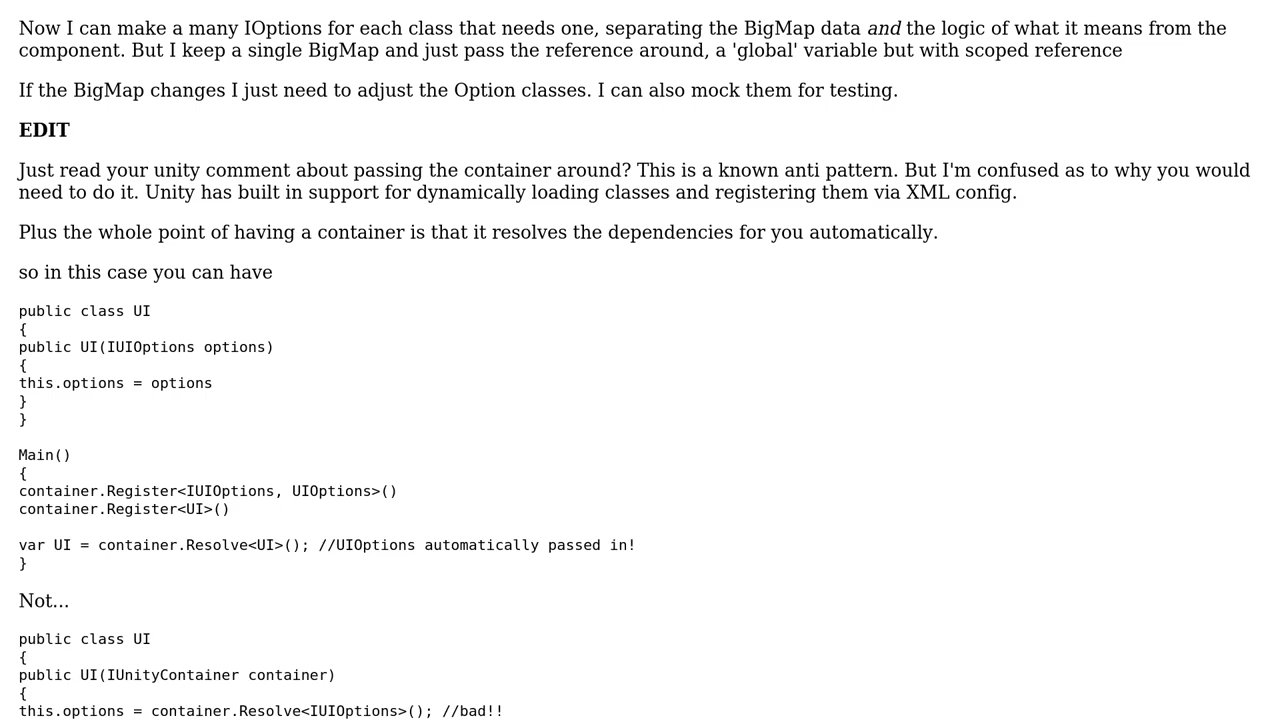 Now I can make a many IOptions for each class that needs one, separating the BigMap data and the logic of what it means from the
component. But I keep a single BigMap and just pass the reference around, a 'global' variable but with scoped reference
If the BigMap changes I just need to adjust the Option classes. I can also mock them for testing.
EDIT
Just read your unity comment about passing the container around? This is a known anti pattern. But I'm confused as to why you would
need to do it. Unity has built in support for dynamically loading classes and registering them via XML config.
Plus the whole point of having a container is that it resolves the dependencies for you automatically.
so in this case you can have
public class UI
{
public UI(IUIOptions options)
{
this.options = options
}
}
Main()
{
container.Register<IUIOptions, UIOptions>()
container.Register<UI>()
var UI = container.Resolve<UI>(); //UIOptions automatically passed in!
}
Not...
public class UI
{
public UI(IUnityContainer container)
{
this.options = container.Resolve<IUIOptions>(); //bad!!